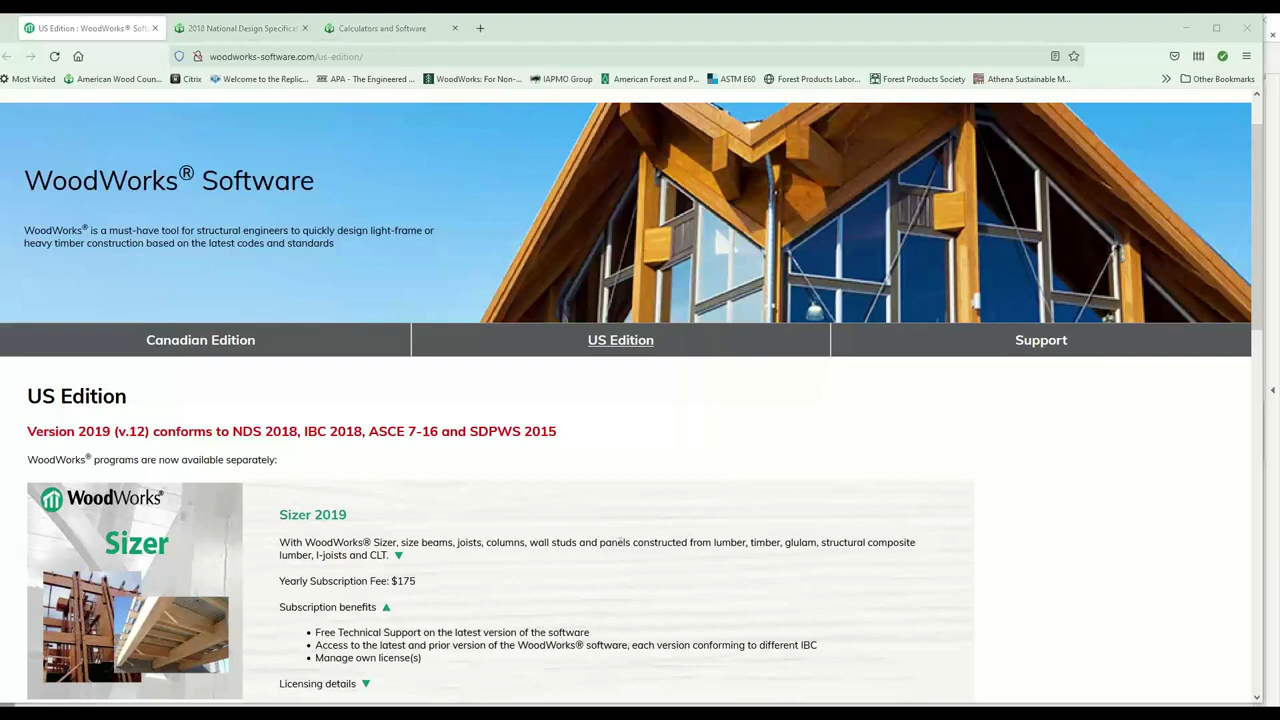 US Edition : WoodWorks® Soft
2018 National Design Specificat
Calculators and Software
woodworks-software.com/us-edition/
Most Visited
American Wood Coun...
Citrix
Welcome to the Replic...
APA - The Engineered ...
WoodWorks: For Non-...
IAPMO Group
American Forest and P...
ASTM E60
Forest Products Labor...
Forest Products Society
Athena Sustainable M...
Other Bookmarks
WoodWorks® Software
WoodWorks® is a must-have tool for structural engineers to quickly design light-frame or
heavy timber construction based on the latest codes and standards
Canadian Edition
US Edition
Support
US Edition
Version 2019 (v.12) conforms to NDS 2018, IBC 2018, ASCE 7-16 and SDPWS 2015
WoodWorks® programs are now available separately:
WoodWorks®
Sizer
Sizer 2019
With WoodWorks® Sizer, size beams, joists, columns, wall studs and panels constructed from lumber, timber, glulam, structural composite
lumber, I-joists and CLT. ▼
Yearly Subscription Fee: $175
Subscription benefits ▲
• Free Technical Support on the latest version of the software
• Access to the latest and prior version of the WoodWorks® software, each version conforming to different IBC
• Manage own license(s)
Licensing details ▼